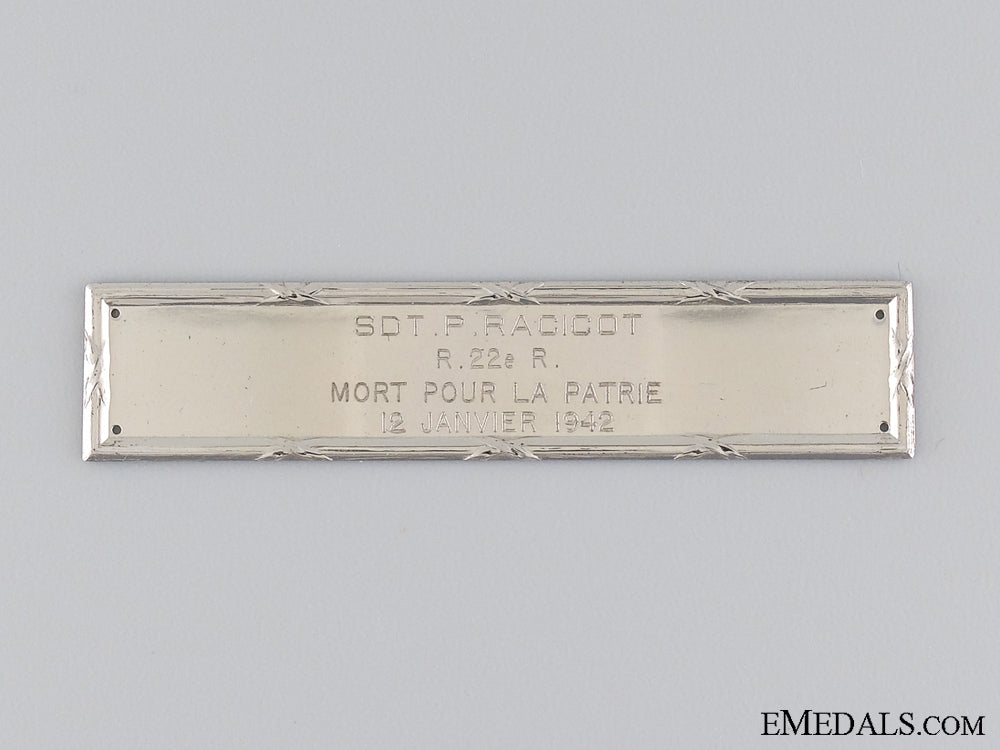 SDT. P. RACICOT
R. 22e R.
MORT POUR LA PATRIE
12 JANVIER 1942
EMEDALS.COM